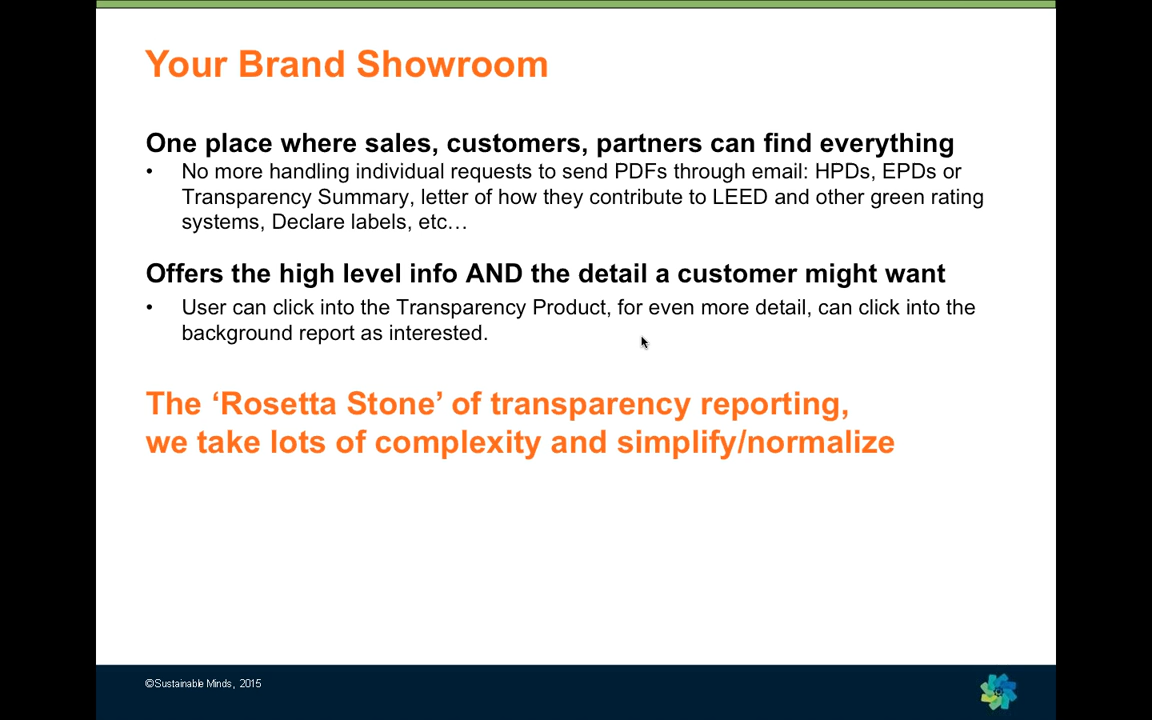 Your Brand Showroom
One place where sales, customers, partners can find everything
• No more handling individual requests to send PDFs through email: HPDs, EPDs or
Transparency Summary, letter of how they contribute to LEED and other green rating
systems, Declare labels, etc…
Offers the high level info AND the detail a customer might want
• User can click into the Transparency Product, for even more detail, can click into the
background report as interested.
The ‘Rosetta Stone’ of transparency reporting,
we take lots of complexity and simplify/normalize
©Sustainable Minds, 2015